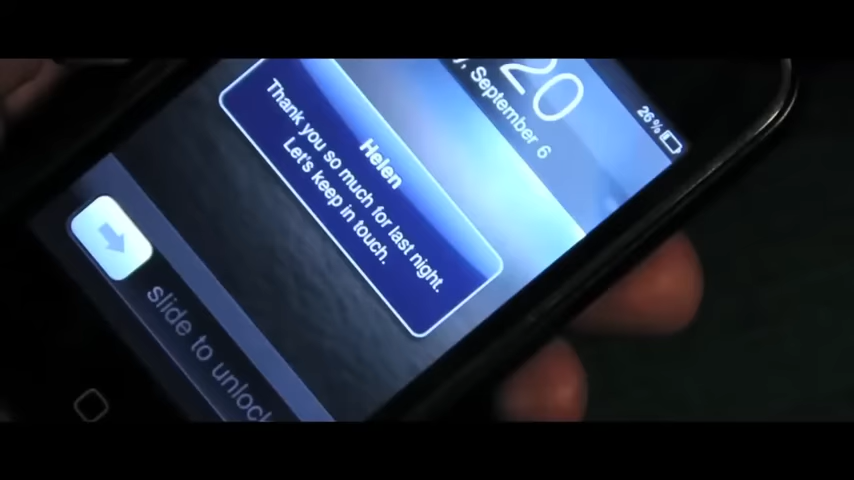 26%
20
, September 6
Helen
Thank you so much for last night.
Let's keep in touch.
slide to unlock